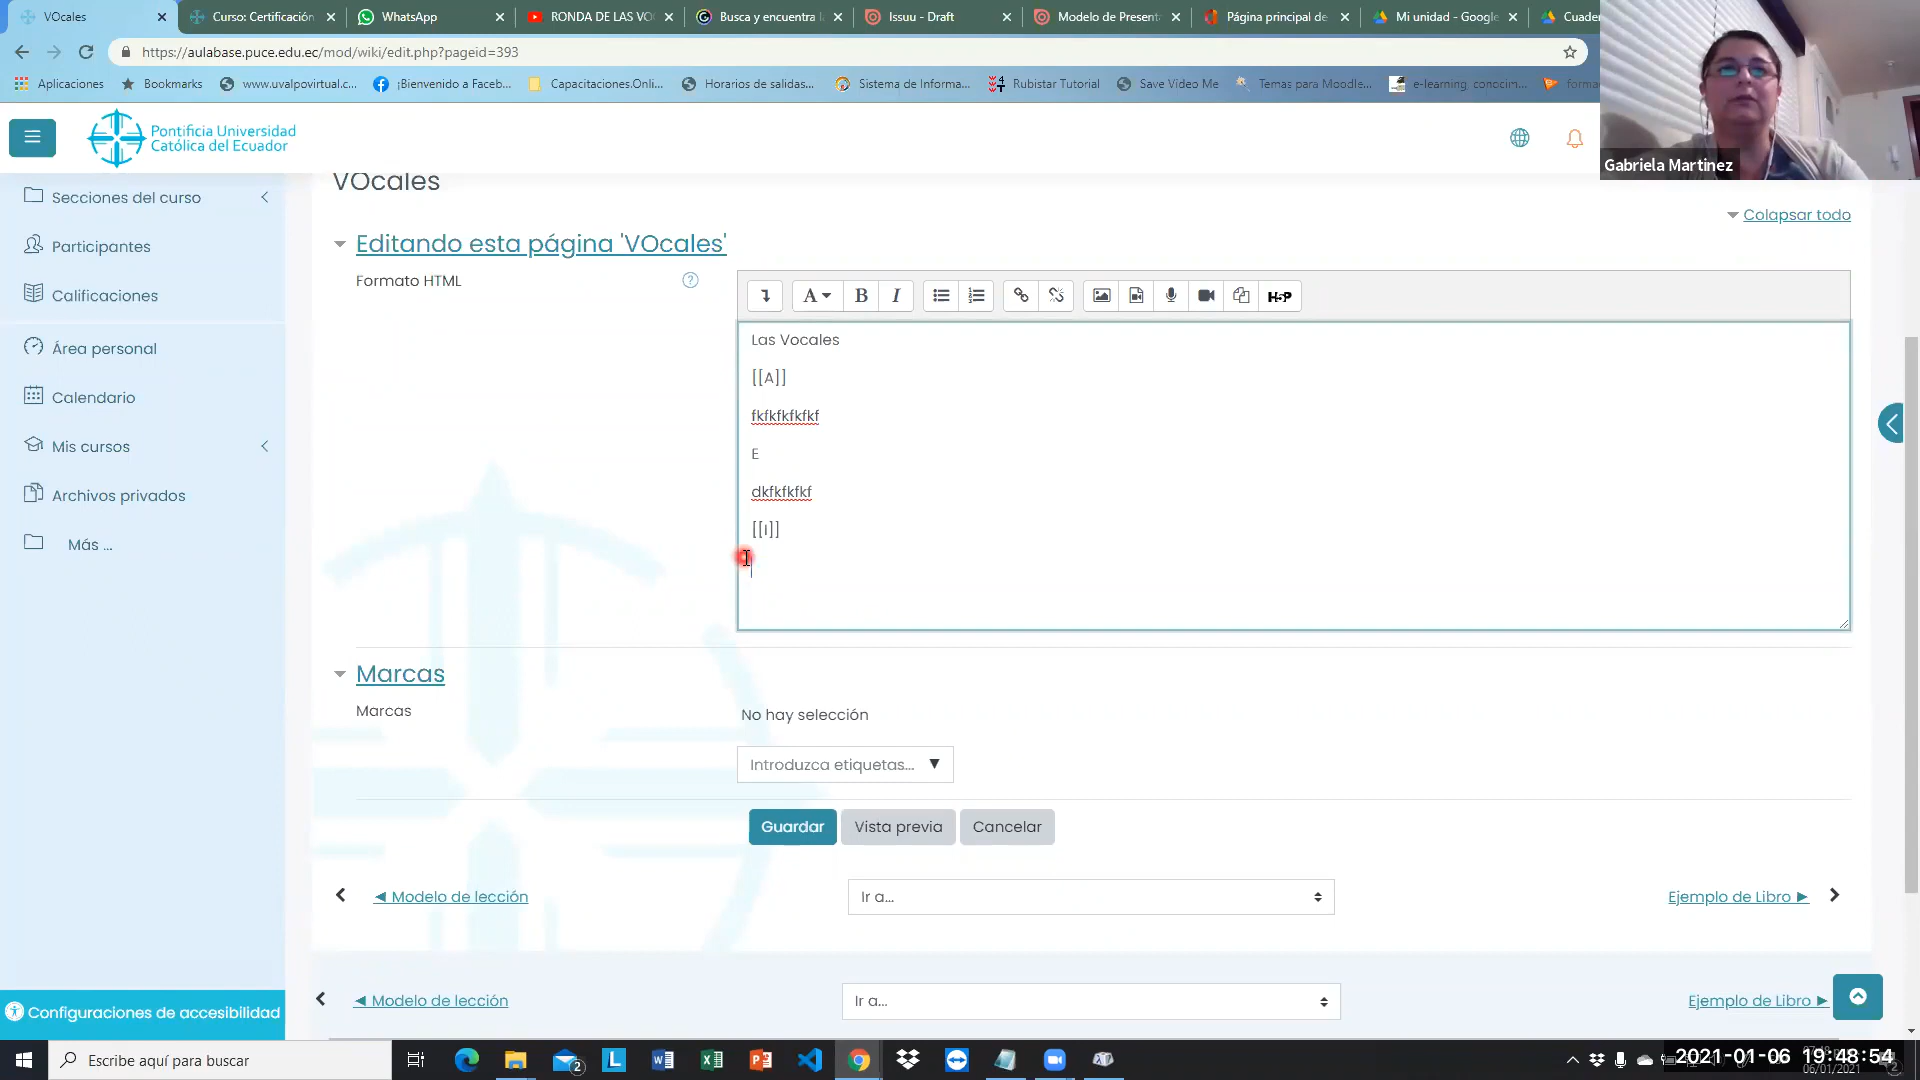 VOcales
Curso: Certificación
WhatsApp
RONDA DE LAS VO
Busca y encuentra l
Issuu - Draft
Modelo de Present
Página principal de
Mi unidad - Google
Cuade
https://aulabase.puce.edu.ec/mod/wiki/edit.php?pageid=393
Aplicaciones
Bookmarks
www.uvalpovirtual.c...
¡Bienvenido a Faceb...
Capacitaciones.Onli...
Horarios de salidas...
Sistema de Informa...
Rubistar Tutorial
Save Video Me
Temas para Moodle...
e-learning, conocim...
forma
Pontificia Universidad
Católica del Ecuador
Gabriela Martinez
VOcales
Secciones del curso
Participantes
Calificaciones
Área personal
Calendario
Mis cursos
Archivos privados
Más ...
Configuraciones de accesibilidad
Colapsar todo
Editando esta página 'VOcales'
Formato HTML
A
B
I
H5P
Las Vocales
[[A]]
fkfkfkfkfkf
E
dkfkfkfkf
[[I]]
Marcas
Marcas
No hay selección
Introduzca etiquetas... ▼
Guardar
Vista previa
Cancelar
◄ Modelo de lección
Ir a...
Ejemplo de Libro ►
◄ Modelo de lección
Ir a...
Ejemplo de Libro ►
Escribe aquí para buscar
2021-01-06 19:48:54
06/01/2021